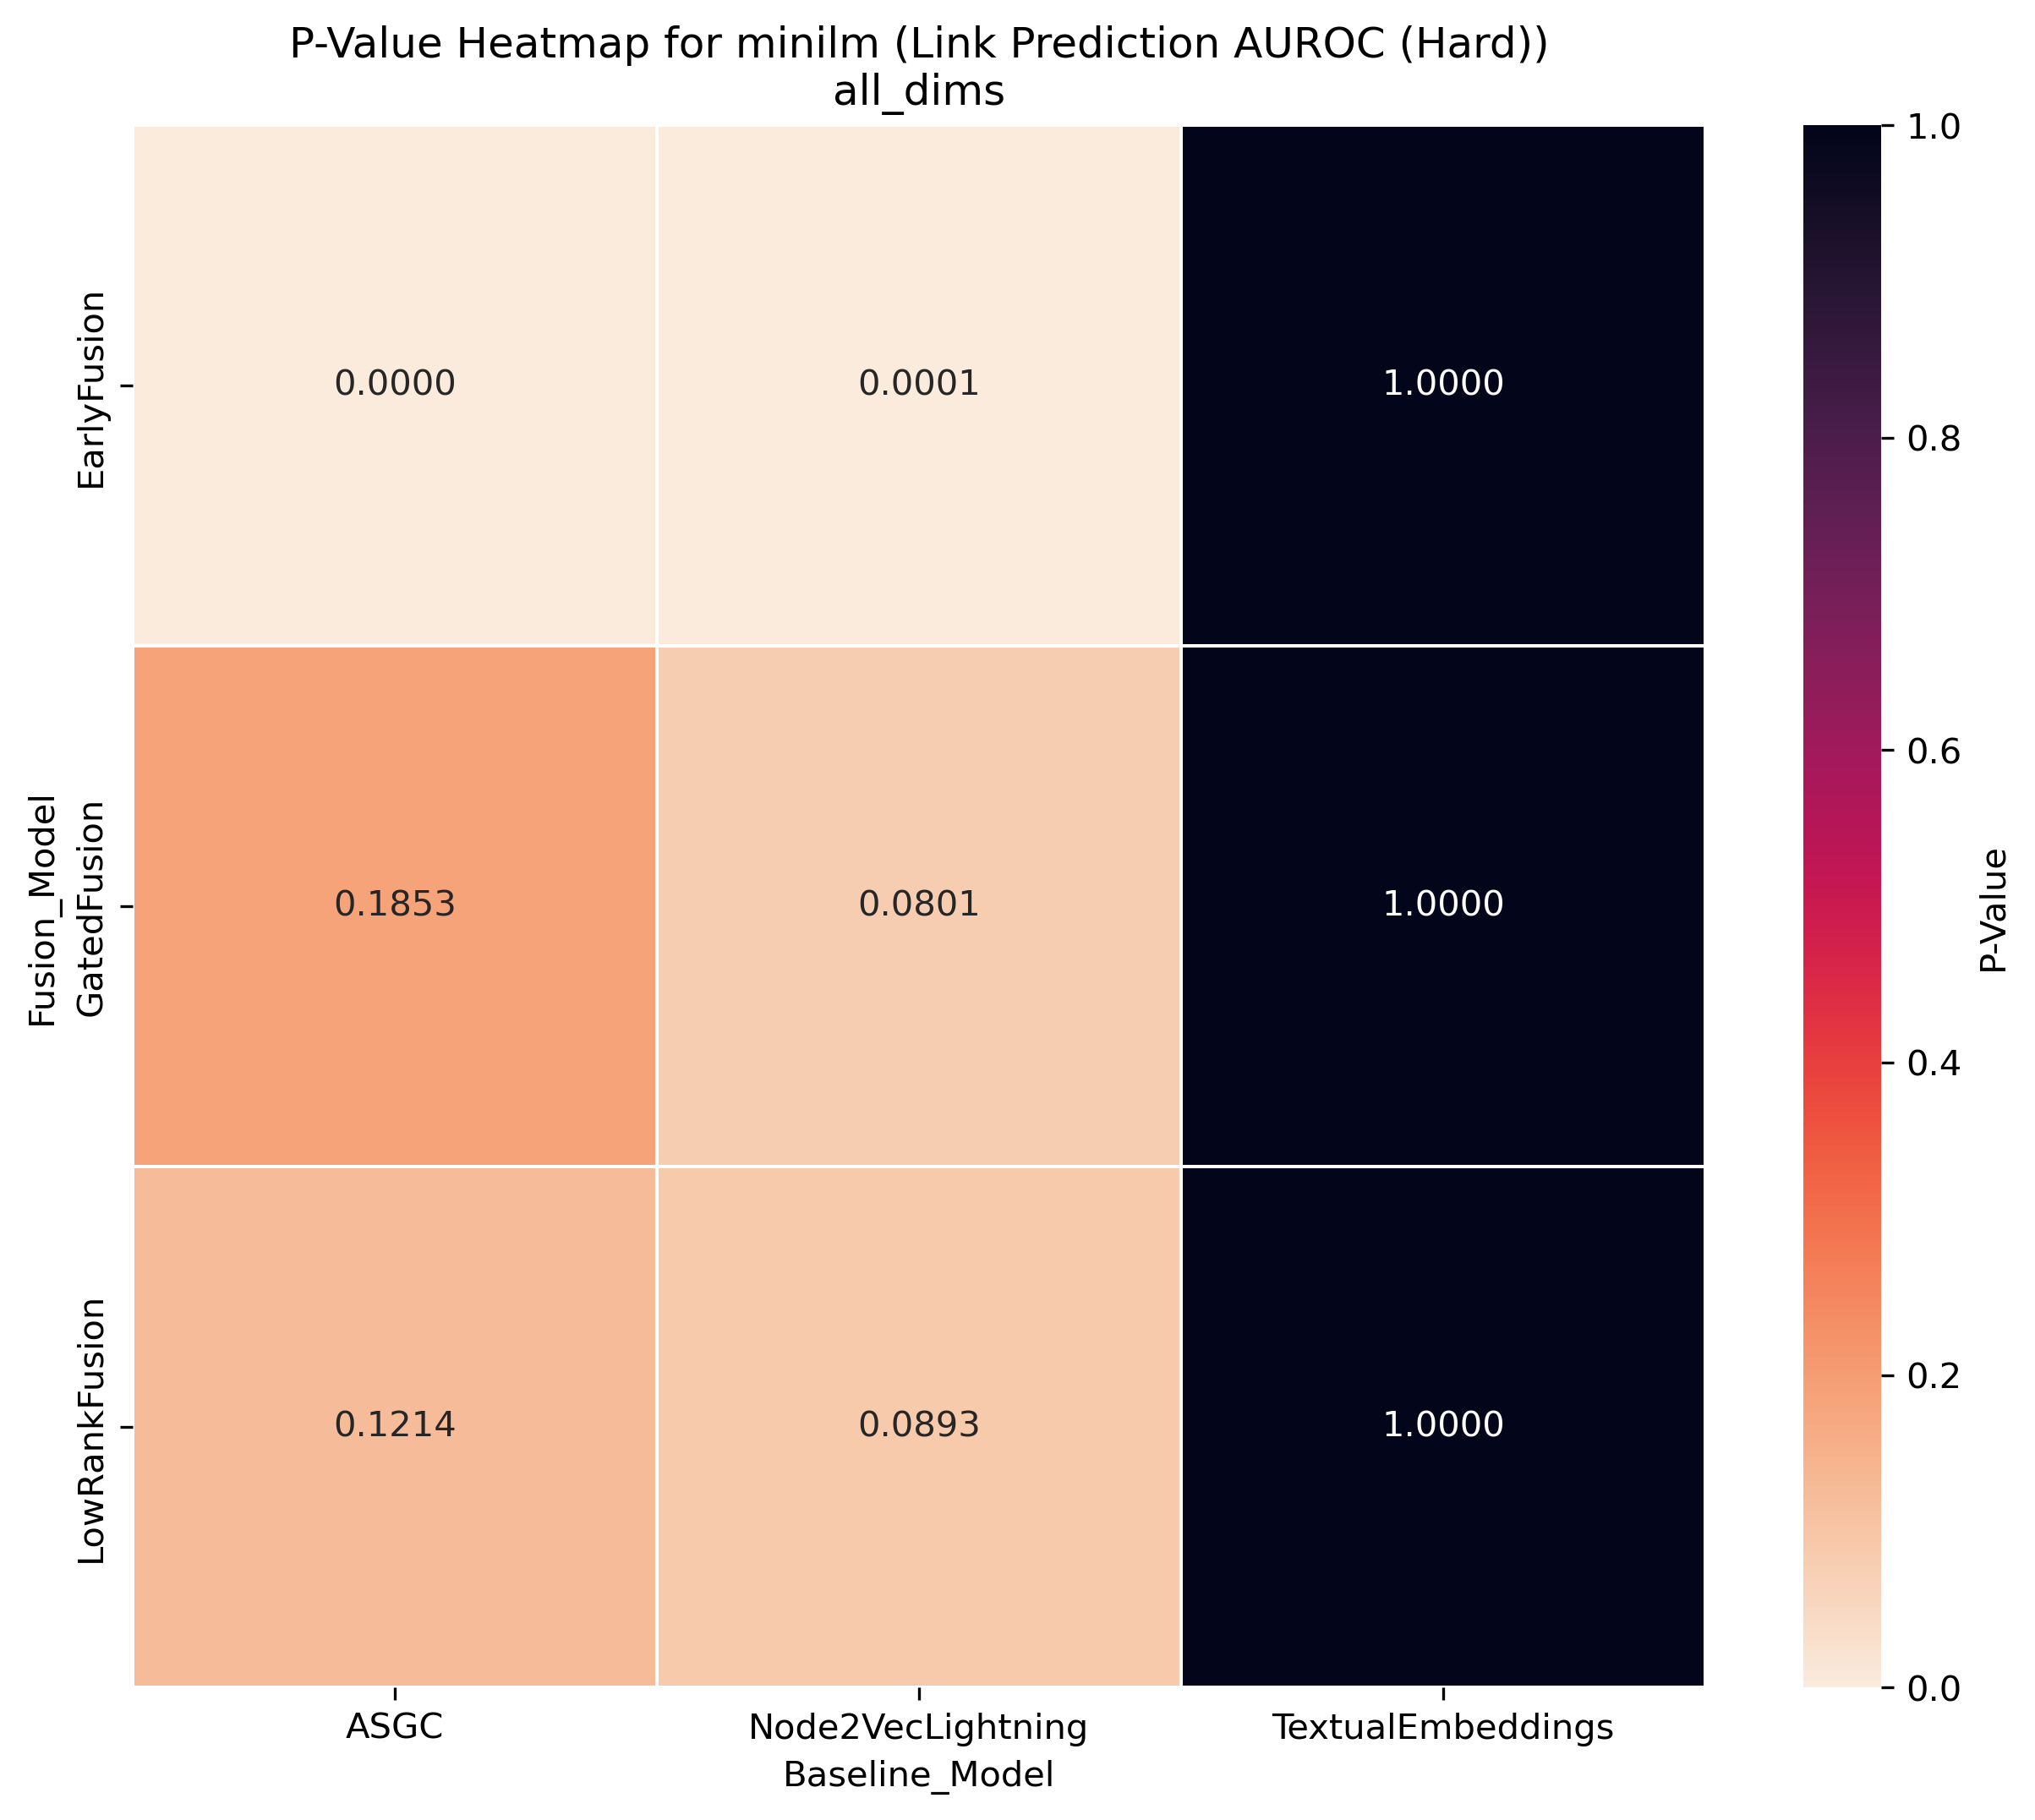 P-Value Heatmap for minilm (Link Prediction AUROC (Hard))
all_dims
Fusion_Model
EarlyFusion
0.0000 0.0001 1.0000
GatedFusion
0.1853 0.0801 1.0000
LowRankFusion
0.1214 0.0893 1.0000
ASGC Node2VecLightning TextualEmbeddings
Baseline_Model
1.0
0.8
0.6
0.4
0.2
0.0
P-Value